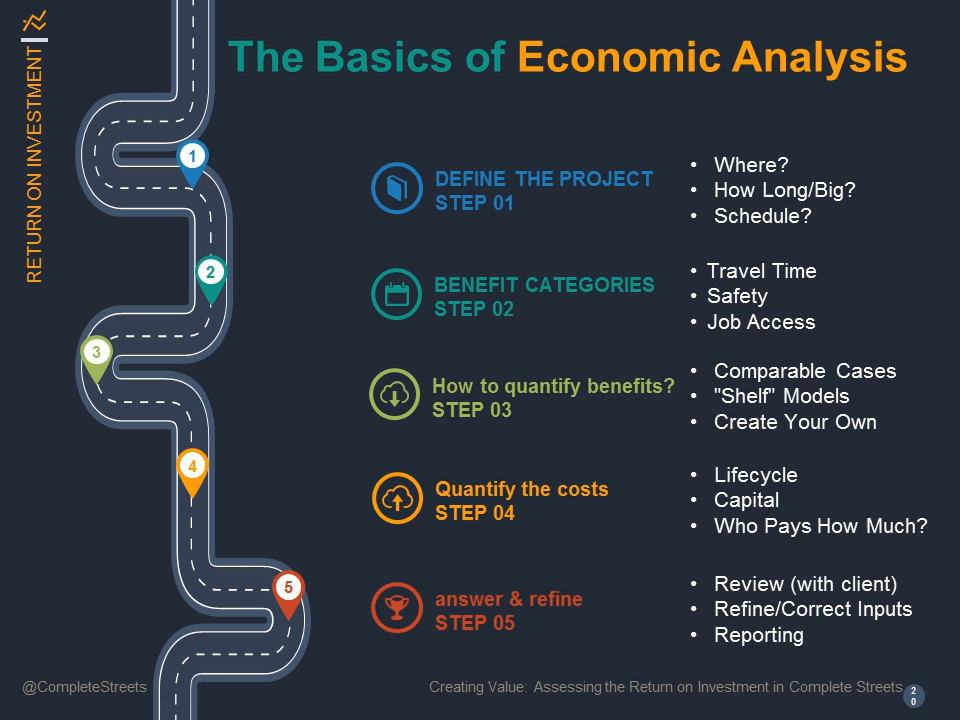 RETURN ON INVESTMENT
The Basics of Economic Analysis
1
2
3
4
5
DEFINE THE PROJECT
STEP 01
• Where?
• How Long/Big?
• Schedule?
BENEFIT CATEGORIES
STEP 02
• Travel Time
• Safety
• Job Access
How to quantify benefits?
STEP 03
• Comparable Cases
• "Shelf" Models
• Create Your Own
Quantify the costs
STEP 04
• Lifecycle
• Capital
• Who Pays How Much?
answer & refine
STEP 05
• Review (with client)
• Refine/Correct Inputs
• Reporting
@CompleteStreets
Creating Value: Assessing the Return on Investment in Complete Streets
2
0